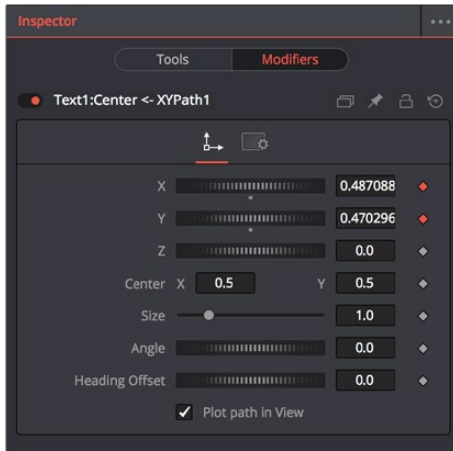 Inspector
Tools Modifiers
Text1:Center <- XYPath1
X 0.487088
Y 0.470296
Z 0.0
Center X 0.5 Y 0.5
Size 1.0
Angle 0.0
Heading Offset 0.0
Plot path in View